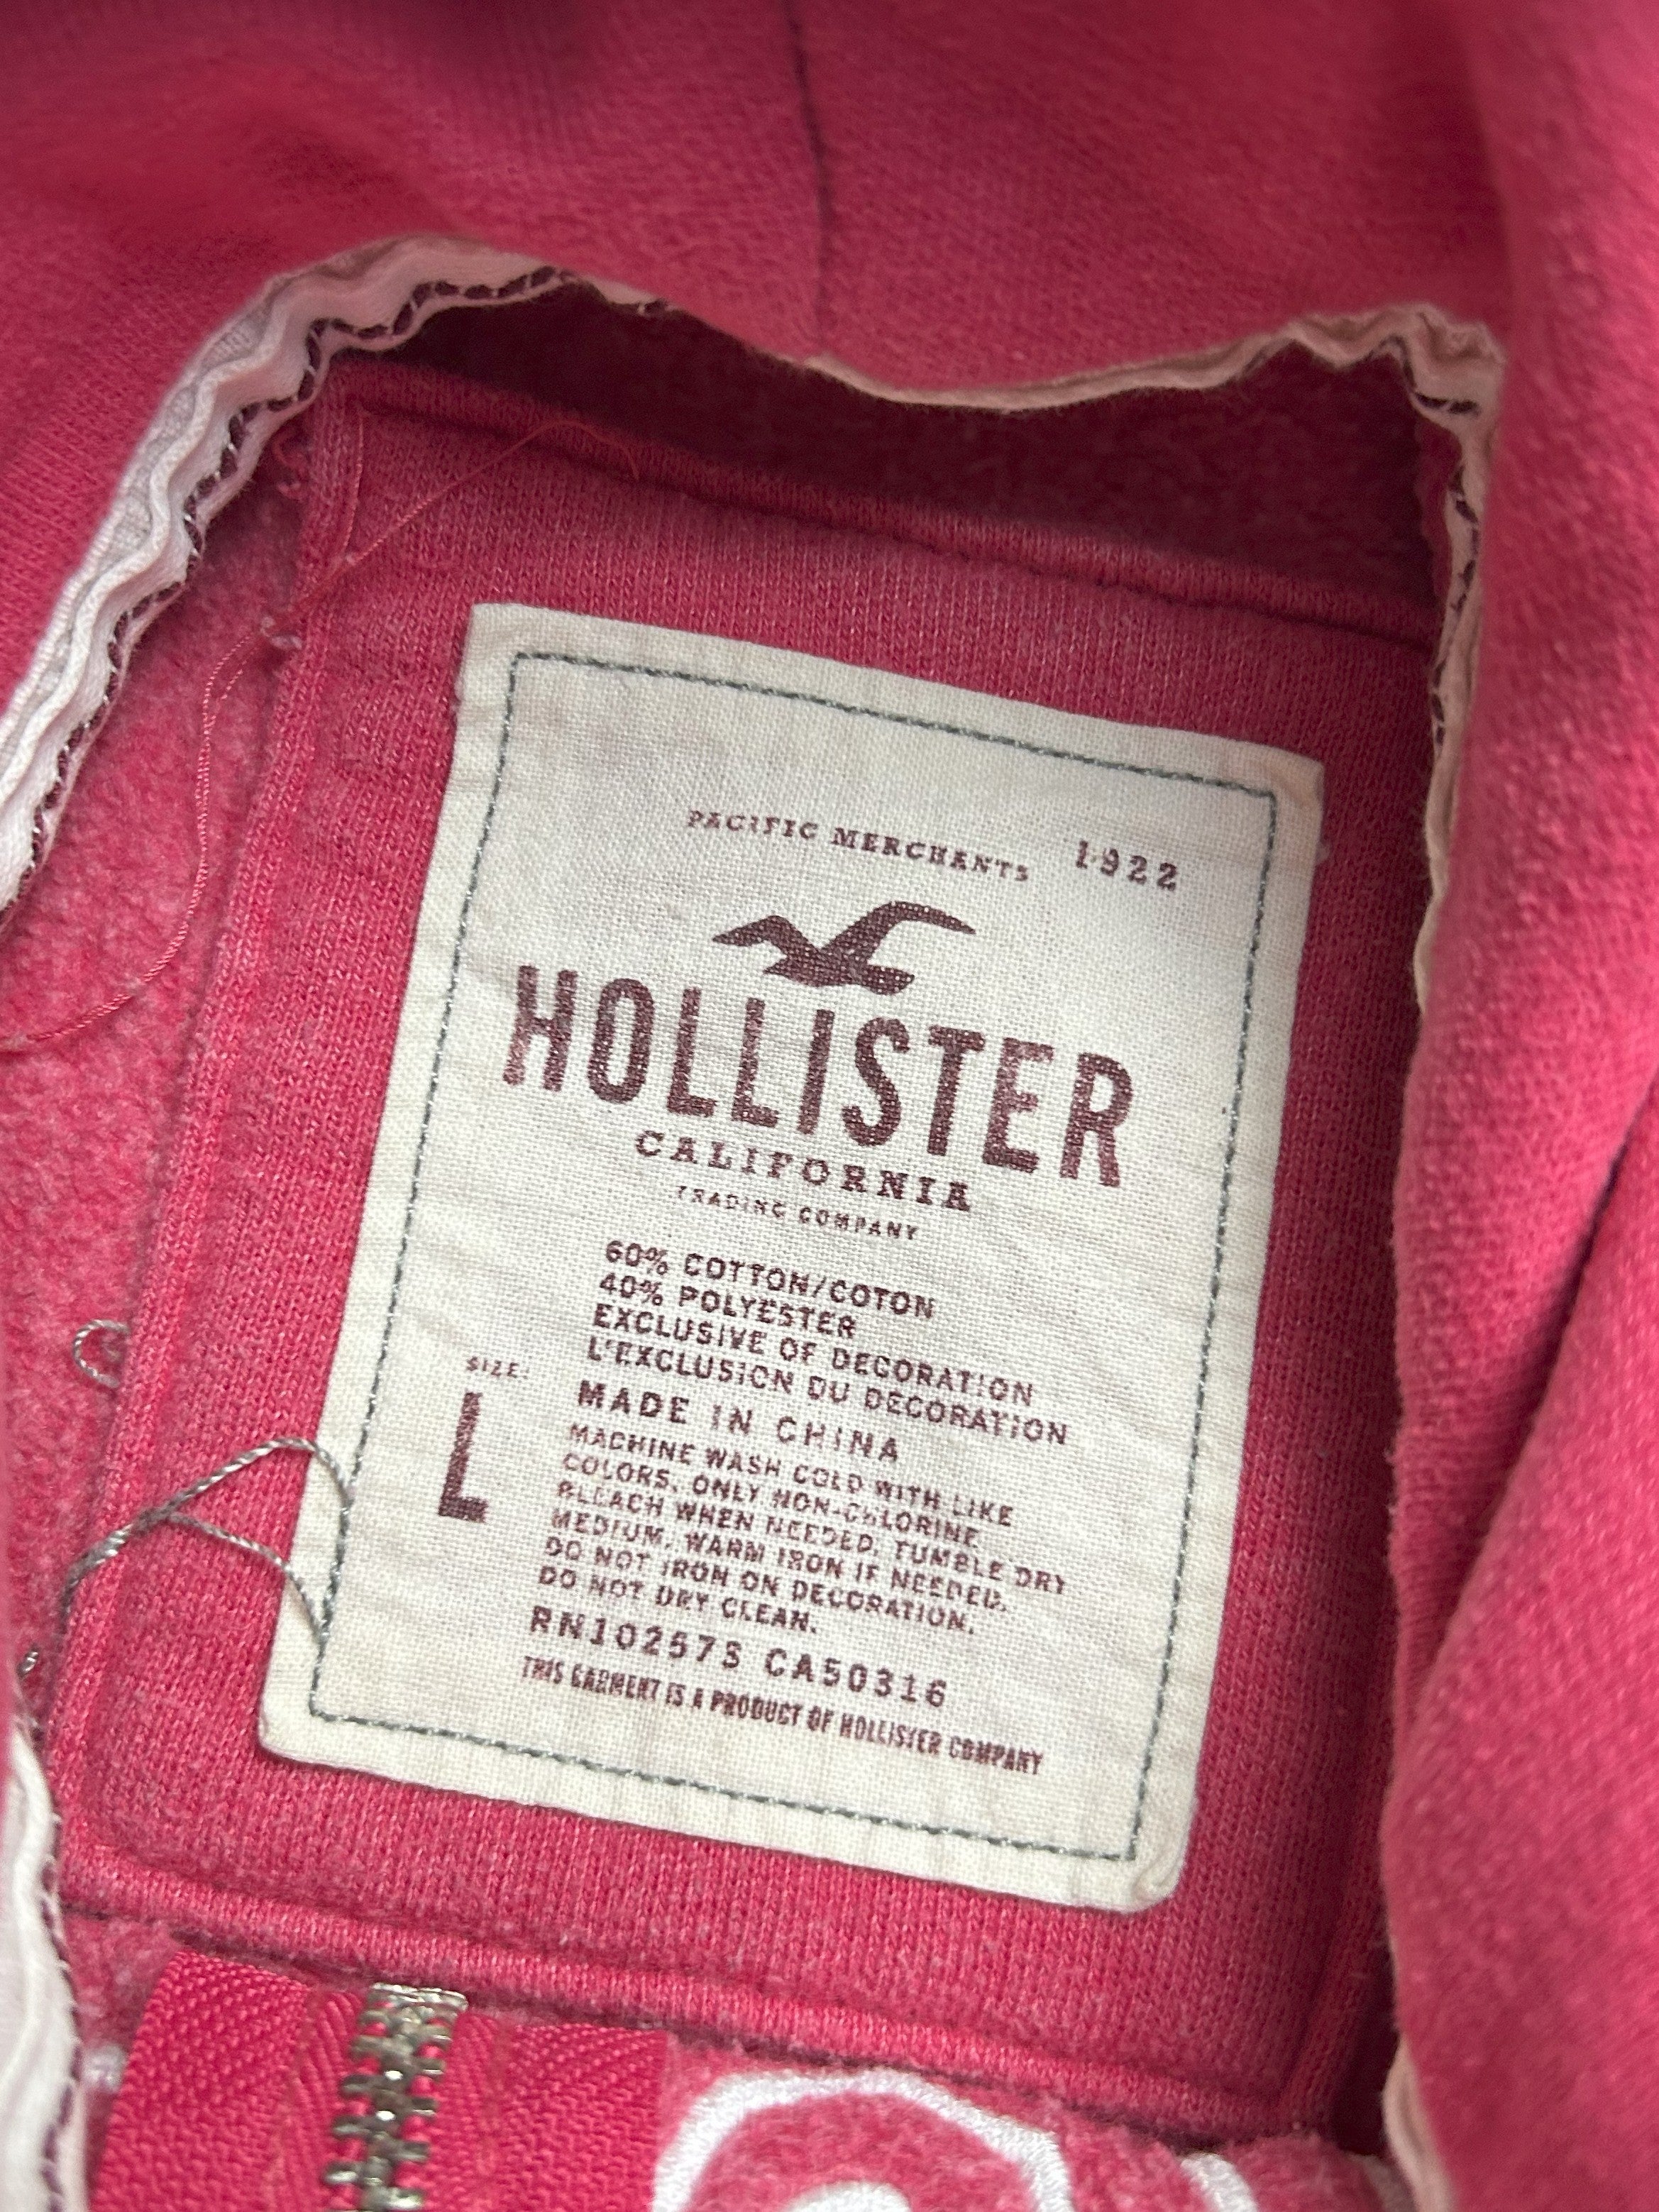 PACIFIC MERCHANTS 1922
HOLLISTER
CALIFORNIA
TRADING COMPANY
60% COTTON/COTON
40% POLYESTER
EXCLUSIVE OF DECORATION
L'EXCLUSION DU DECORATION
SIZE:
L
MADE IN CHINA
MACHINE WASH COLD WITH LIKE
COLORS. ONLY NON-CHLORINE
BLEACH WHEN NEEDED. TUMBLE DRY
MEDIUM. WARM IRON IF NEEDED.
DO NOT IRON ON DECORATION.
DO NOT DRY CLEAN.
RN102573 CA50316
THIS GARMENT IS A PRODUCT OF HOLLISTER COMPANY